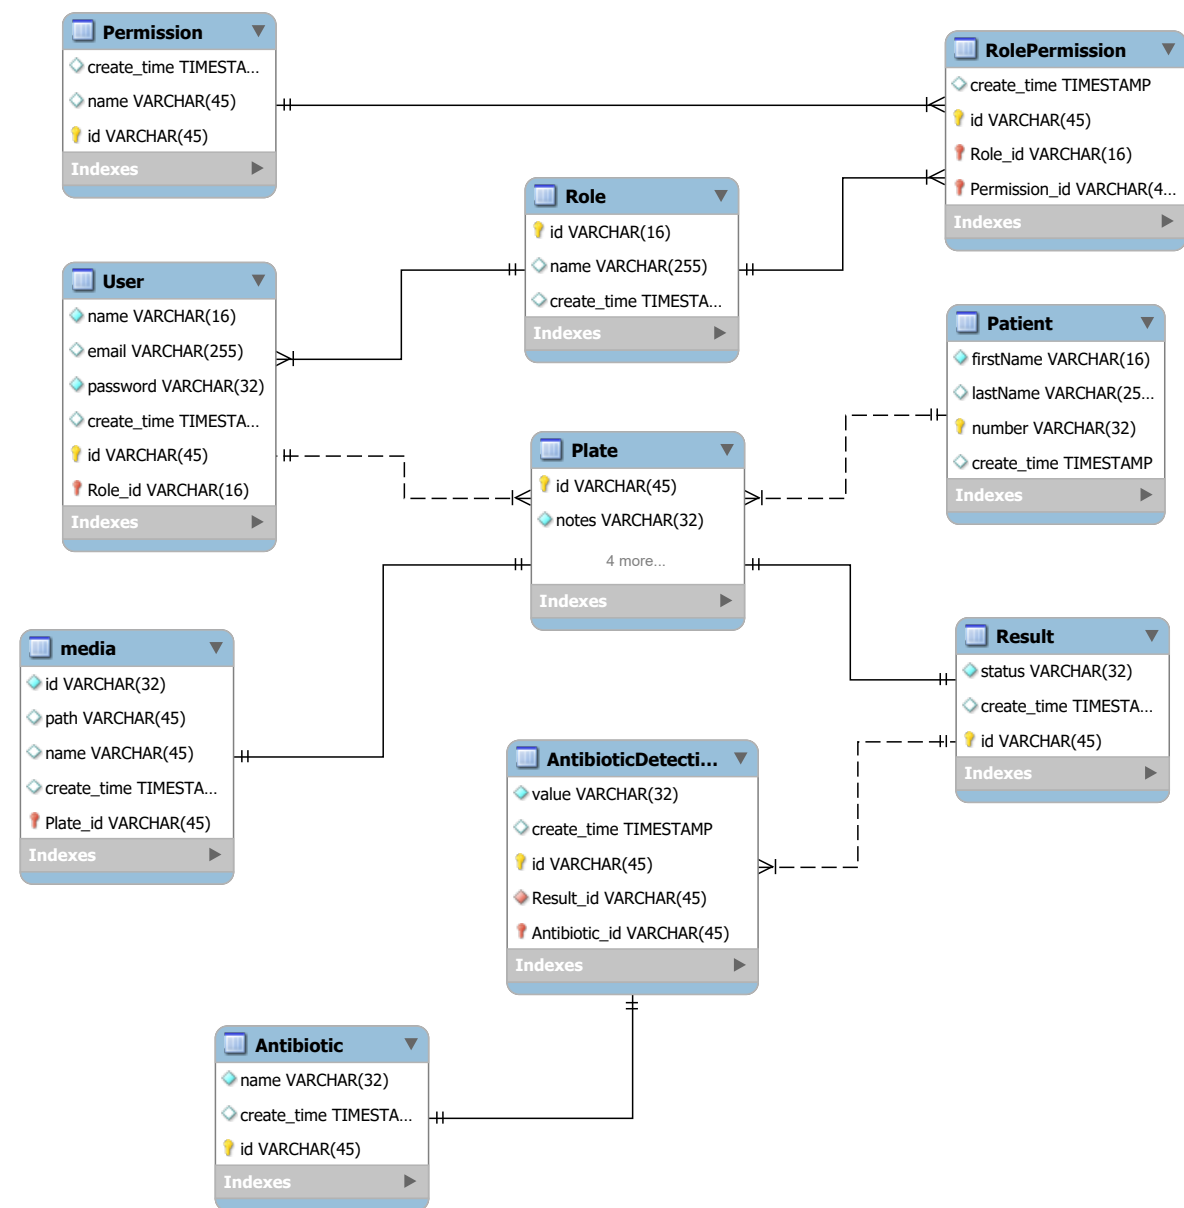 Permission
create_time TIMESTA...
name VARCHAR(45)
id VARCHAR(45)
Indexes
RolePermission
create_time TIMESTAMP
id VARCHAR(45)
Role_id VARCHAR(16)
Permission_id VARCHAR(4...
Indexes
Role
id VARCHAR(16)
name VARCHAR(255)
create_time TIMESTA...
Indexes
User
name VARCHAR(16)
email VARCHAR(255)
password VARCHAR(32)
create_time TIMESTA...
id VARCHAR(45)
Role_id VARCHAR(16)
Indexes
Patient
firstName VARCHAR(16)
lastName VARCHAR(25...
number VARCHAR(32)
create_time TIMESTAMP
Indexes
Plate
id VARCHAR(45)
notes VARCHAR(32)
4 more...
Indexes
media
id VARCHAR(32)
path VARCHAR(45)
name VARCHAR(45)
create_time TIMESTA...
Plate_id VARCHAR(45)
Indexes
Result
status VARCHAR(32)
create_time TIMESTA...
id VARCHAR(45)
Indexes
AntibioticDetecti...
value VARCHAR(32)
create_time TIMESTAMP
id VARCHAR(45)
Result_id VARCHAR(45)
Antibiotic_id VARCHAR(45)
Indexes
Antibiotic
name VARCHAR(32)
create_time TIMESTA...
id VARCHAR(45)
Indexes